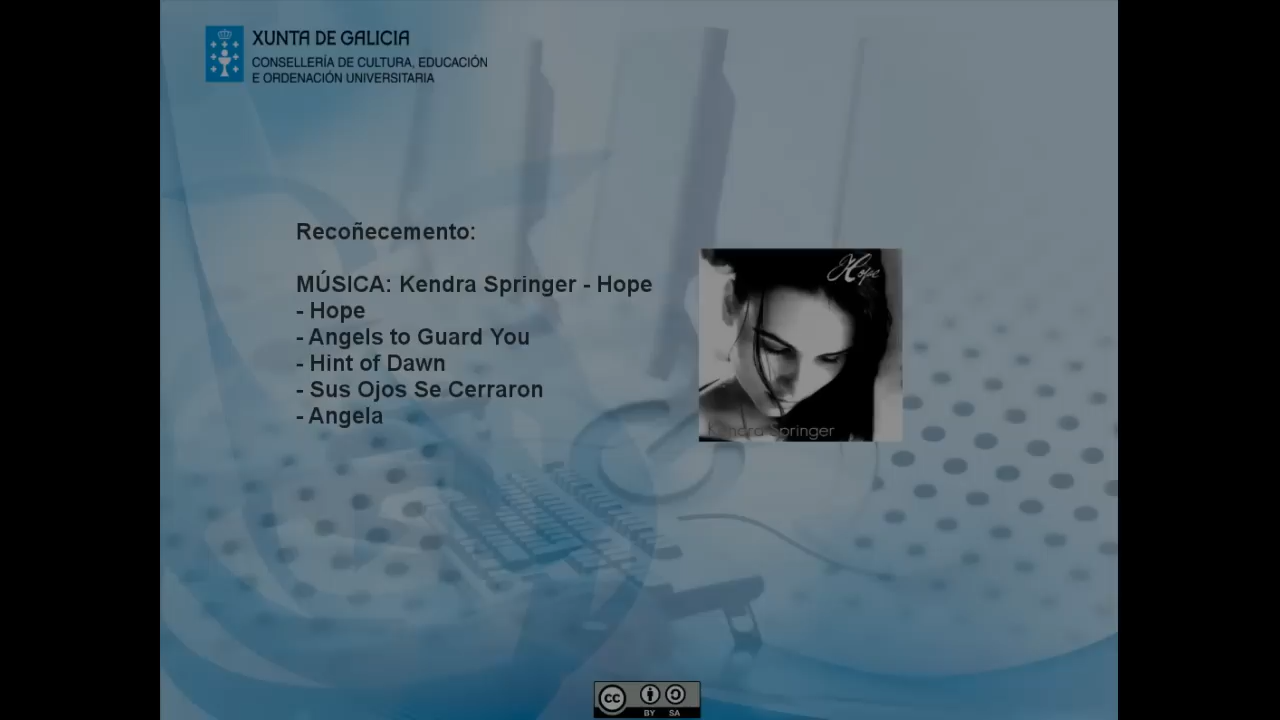 XUNTA DE GALICIA
CONSELLERÍA DE CULTURA, EDUCACIÓN
E ORDENACIÓN UNIVERSITARIA
Recoñecemento:
MÚSICA: Kendra Springer - Hope
- Hope
- Angels to Guard You
- Hint of Dawn
- Sus Ojos Se Cerraron
- Angela
Hope
Kendra Springer
cc
BY SA